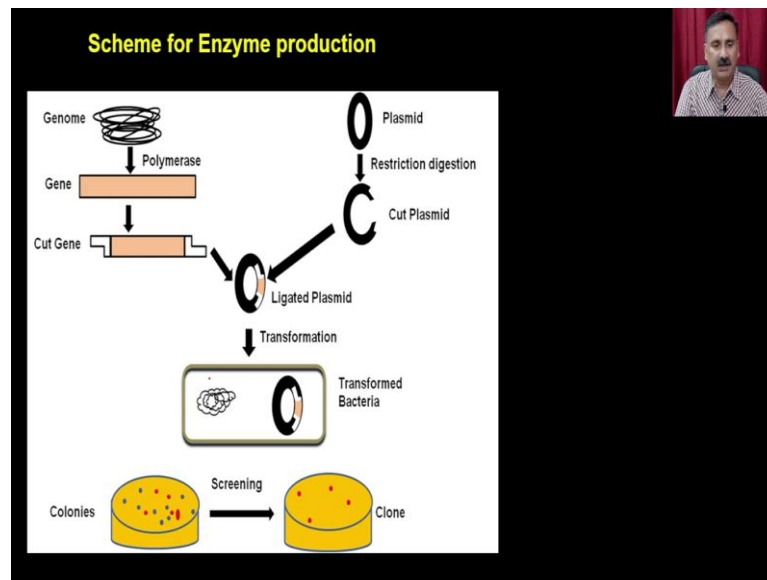 Scheme for Enzyme production
Genome
Plasmid
Polymerase
Restriction digestion
Gene
Cut Plasmid
Cut Gene
Ligated Plasmid
Transformation
Transformed
Bacteria
Screening
Colonies
Clone